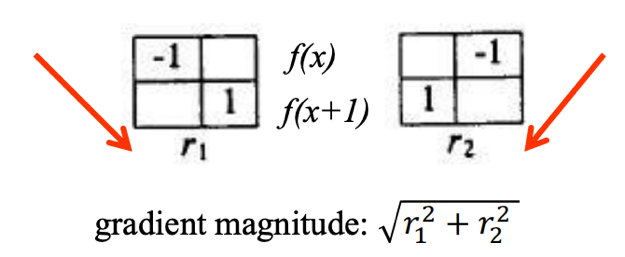 -1 f(x) -1
1 f(x+1) 1
r1 r2
gradient magnitude: √r₁² + r₂²